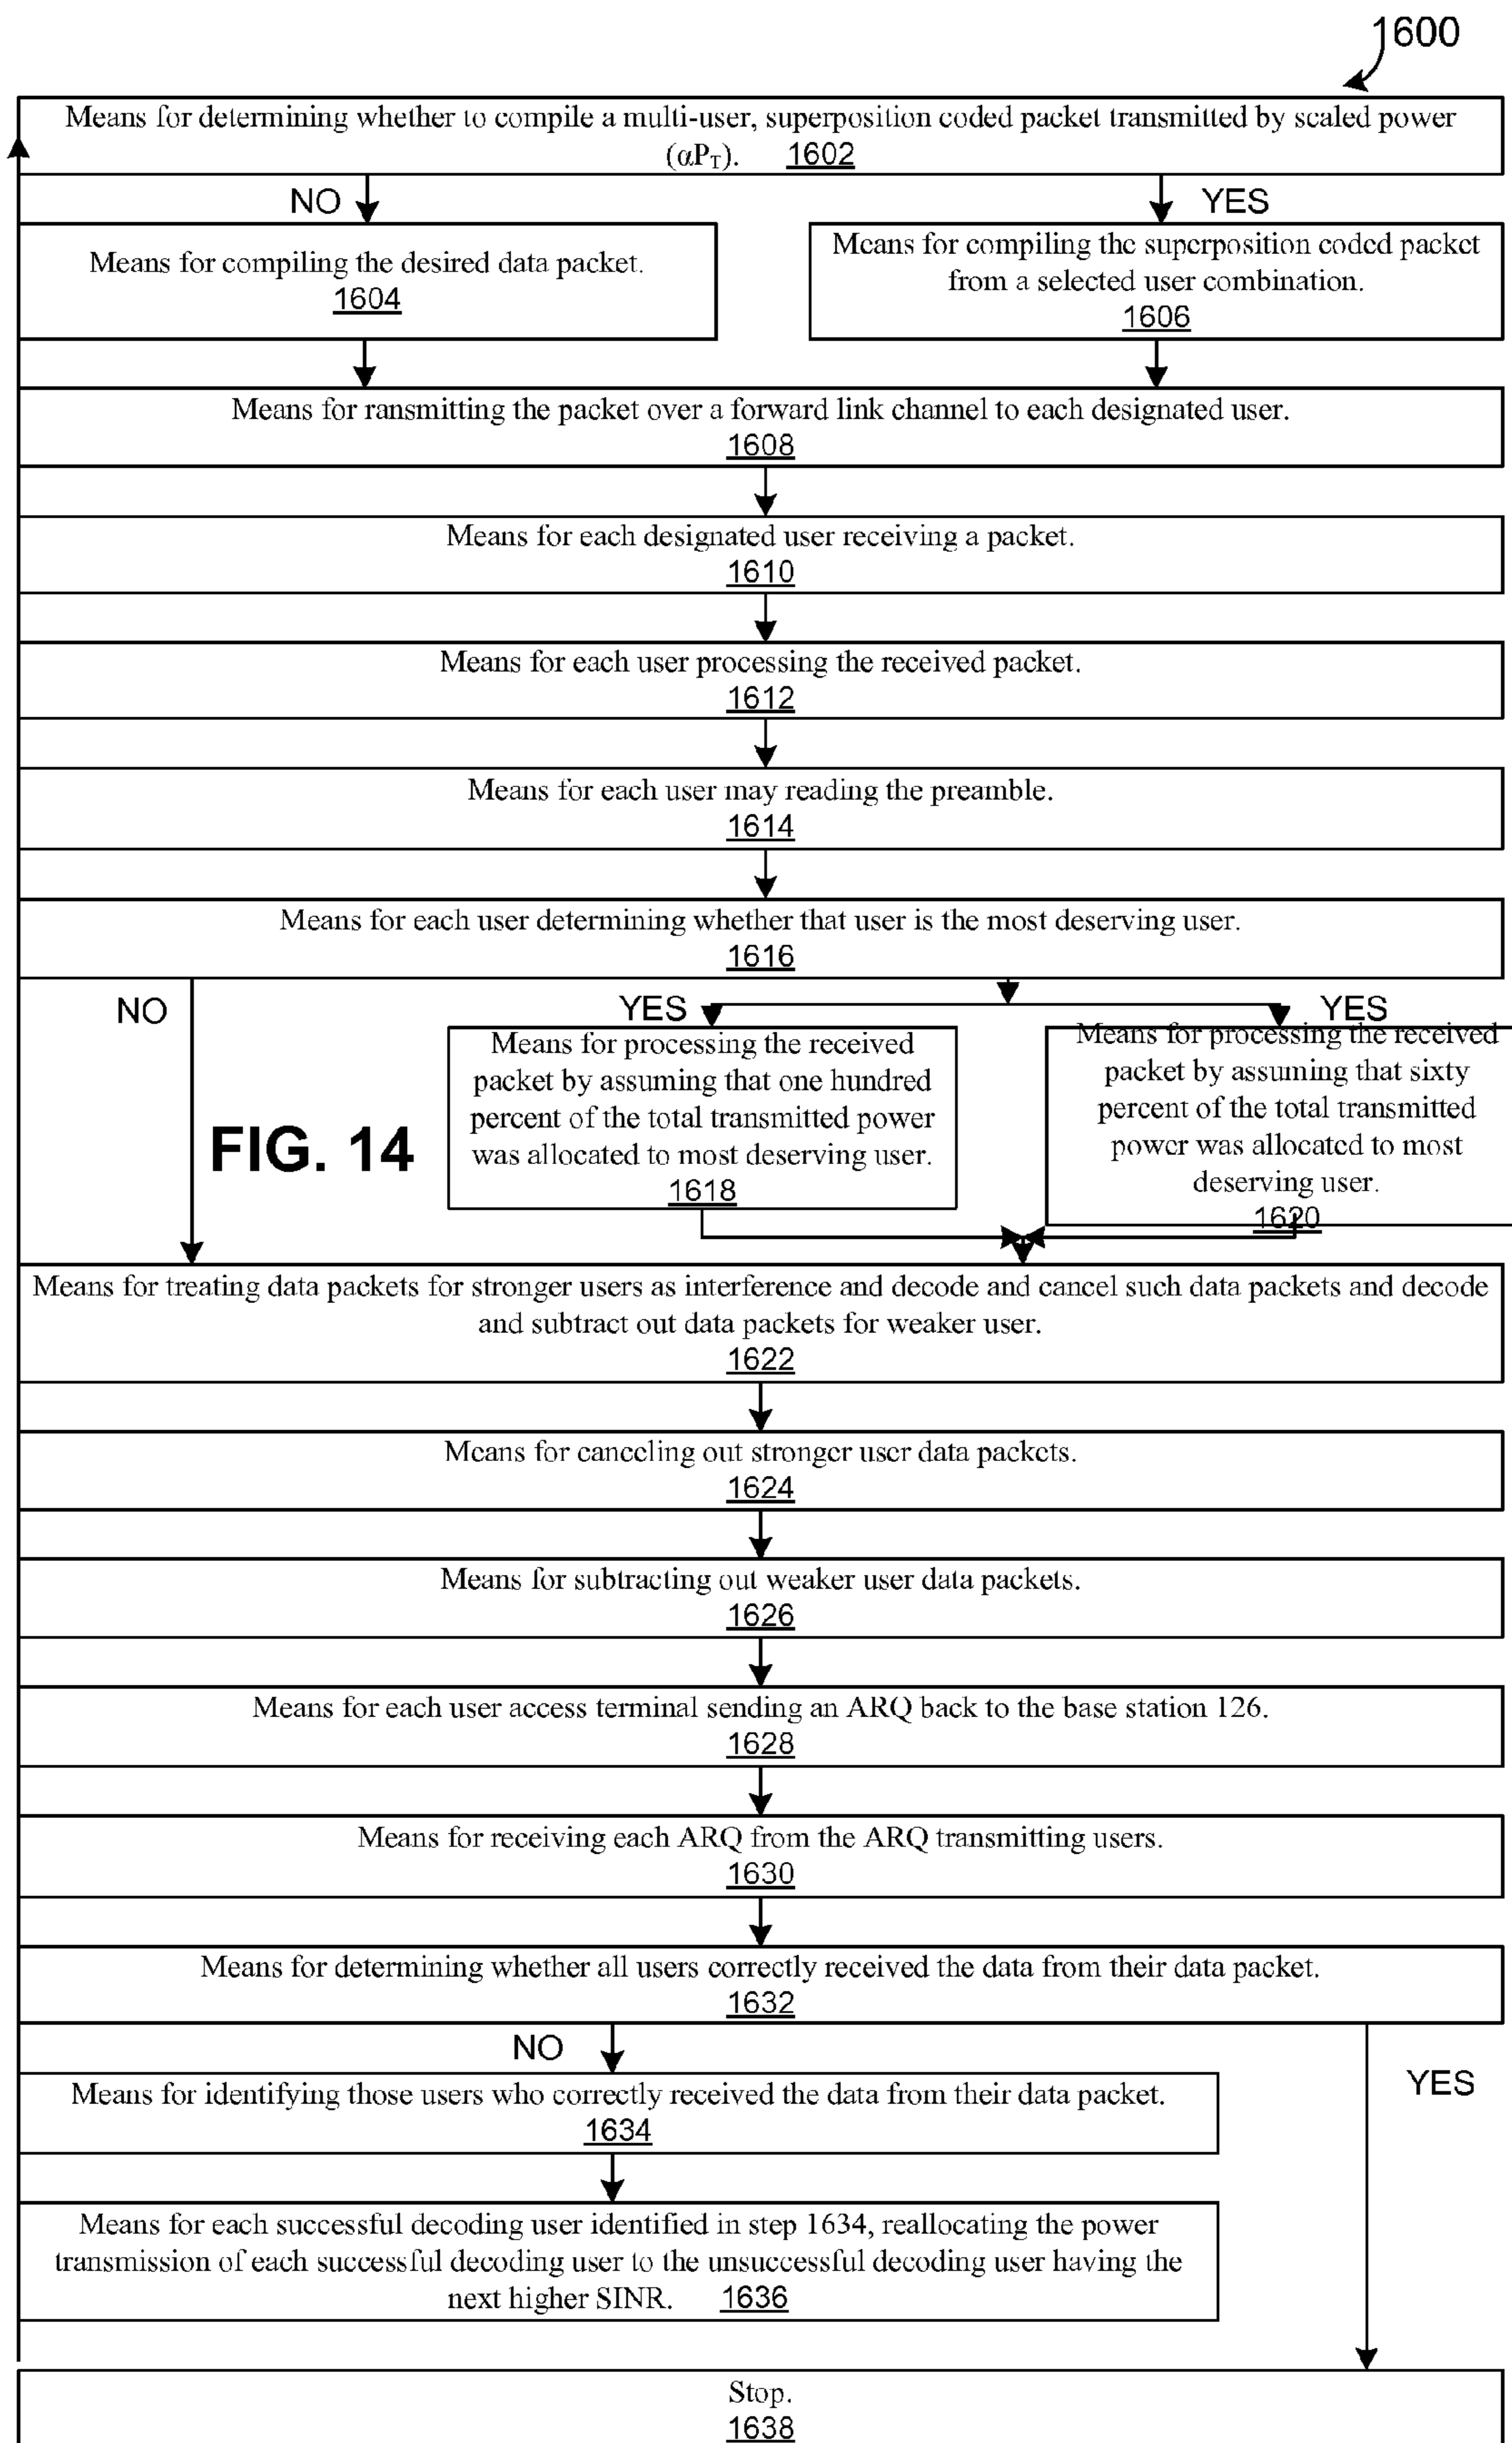 1600
Means for determining whether to compile a multi-user, superposition coded packet transmitted by scaled power
(αPT). 1602
NO
YES
Means for compiling the desired data packet.
1604
Means for compiling the superposition coded packet
from a selected user combination.
1606
Means for ransmitting the packet over a forward link channel to each designated user.
1608
Means for each designated user receiving a packet.
1610
Means for each user processing the received packet.
1612
Means for each user may reading the preamble.
1614
Means for each user determining whether that user is the most deserving user.
1616
NO
YES
YES
Means for processing the received
packet by assuming that one hundred
percent of the total transmitted power
was allocated to most deserving user.
1618
Means for processing the received
packet by assuming that sixty
percent of the total transmitted
power was allocated to most
deserving user.
1620
FIG. 14
Means for treating data packets for stronger users as interference and decode and cancel such data packets and decode
and subtract out data packets for weaker user.
1622
Means for canceling out stronger user data packets.
1624
Means for subtracting out weaker user data packets.
1626
Means for each user access terminal sending an ARQ back to the base station 126.
1628
Means for receiving each ARQ from the ARQ transmitting users.
1630
Means for determining whether all users correctly received the data from their data packet.
1632
NO
YES
Means for identifying those users who correctly received the data from their data packet.
1634
Means for each successful decoding user identified in step 1634, reallocating the power
transmission of each successful decoding user to the unsuccessful decoding user having the
next higher SINR. 1636
Stop.
1638